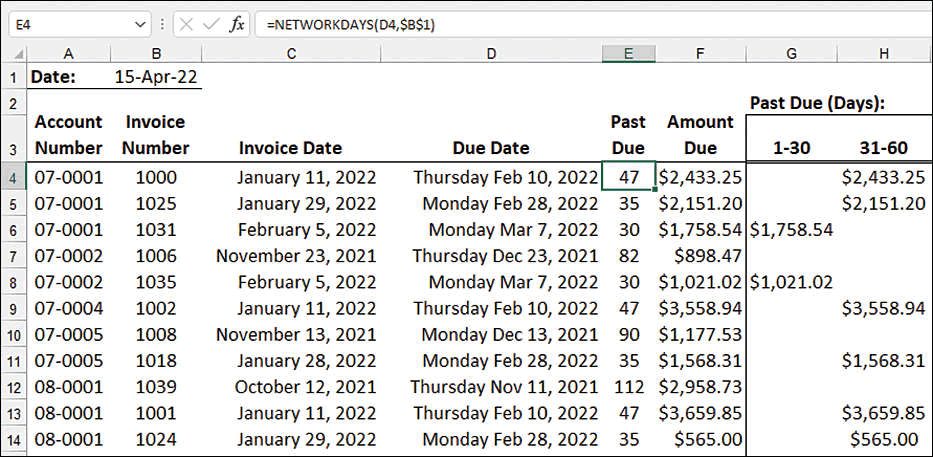 E4 fx =NETWORKDAYS(D4,$B$1)
A B C D E F G H
1 Date: 15-Apr-22
2 Past Due (Days):
Account Invoice Past Amount
3 Number Number Invoice Date Due Date Due Due 1-30 31-60
4 07-0001 1000 January 11, 2022 Thursday Feb 10, 2022 47 $2,433.25 $2,433.25
5 07-0001 1025 January 29, 2022 Monday Feb 28, 2022 35 $2,151.20 $2,151.20
6 07-0001 1031 February 5, 2022 Monday Mar 7, 2022 30 $1,758.54 $1,758.54
7 07-0002 1006 November 23, 2021 Thursday Dec 23, 2021 82 $898.47
8 07-0002 1035 February 5, 2022 Monday Mar 7, 2022 30 $1,021.02 $1,021.02
9 07-0004 1002 January 11, 2022 Thursday Feb 10, 2022 47 $3,558.94 $3,558.94
10 07-0005 1008 November 13, 2021 Monday Dec 13, 2021 90 $1,177.53
11 07-0005 1018 January 28, 2022 Monday Feb 28, 2022 35 $1,568.31 $1,568.31
12 08-0001 1039 October 12, 2021 Thursday Nov 11, 2021 112 $2,958.73
13 08-0001 1001 January 11, 2022 Thursday Feb 10, 2022 47 $3,659.85 $3,659.85
14 08-0001 1024 January 29, 2022 Monday Feb 28, 2022 35 $565.00 $565.00